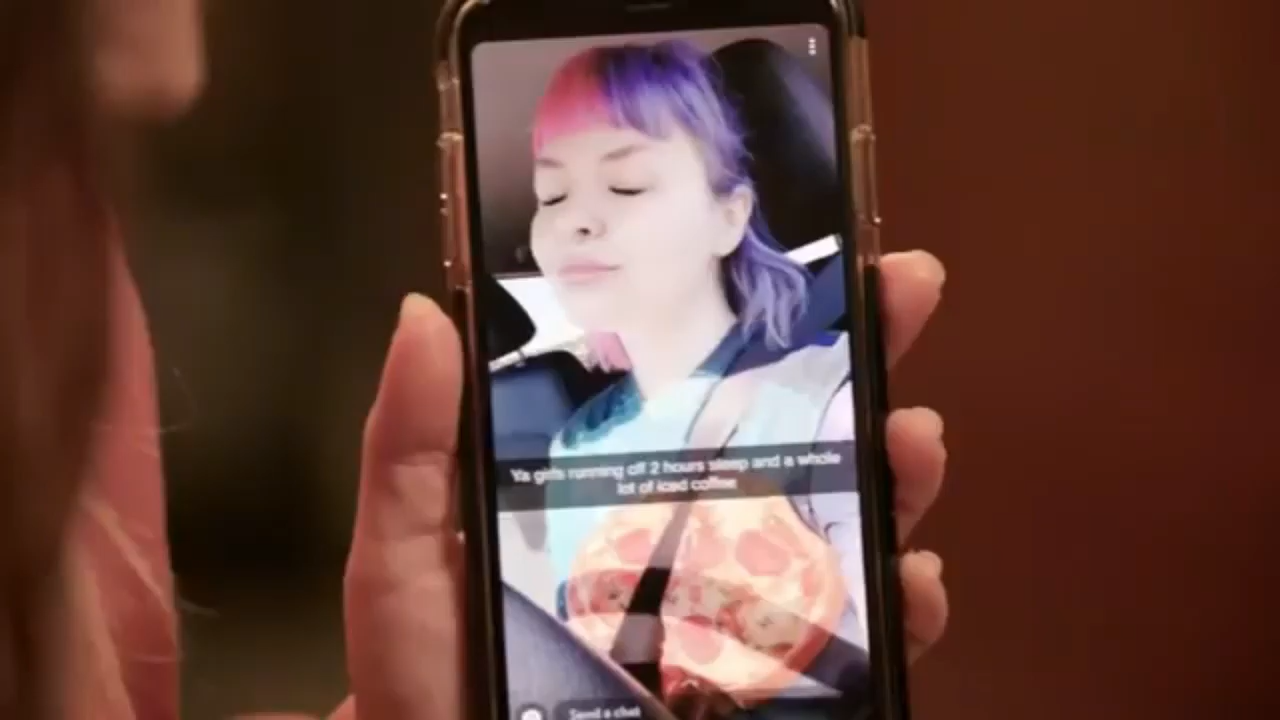 Ya girls running off 2 hours sleep and a whole
lot of iced coffee
Send a chat